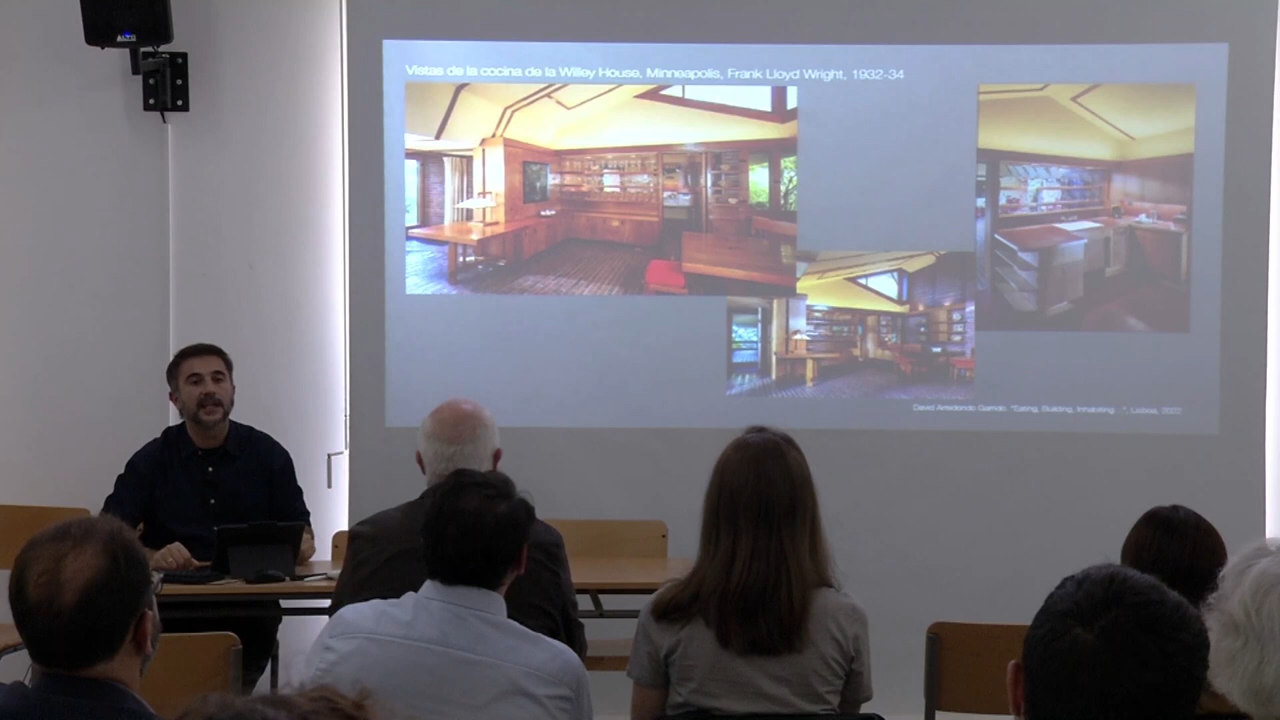 ALTO
Vistas de la cocina de la Willey House, Minneapolis, Frank Lloyd Wright, 1932-34
David Arredondo Garrido. "Eating, Building, Inhabiting...", Lisboa, 2022